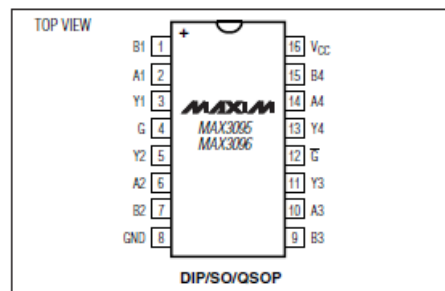 TOP VIEW
+
B1 1 16 VCC
A1 2 15 B4
Y1 3 14 A4
G 4 13 Y4
Y2 5 12 G̅
A2 6 11 Y3
B2 7 10 A3
GND 8 9 B3
MAXIM
MAX3095
MAX3096
DIP/SO/QSOP